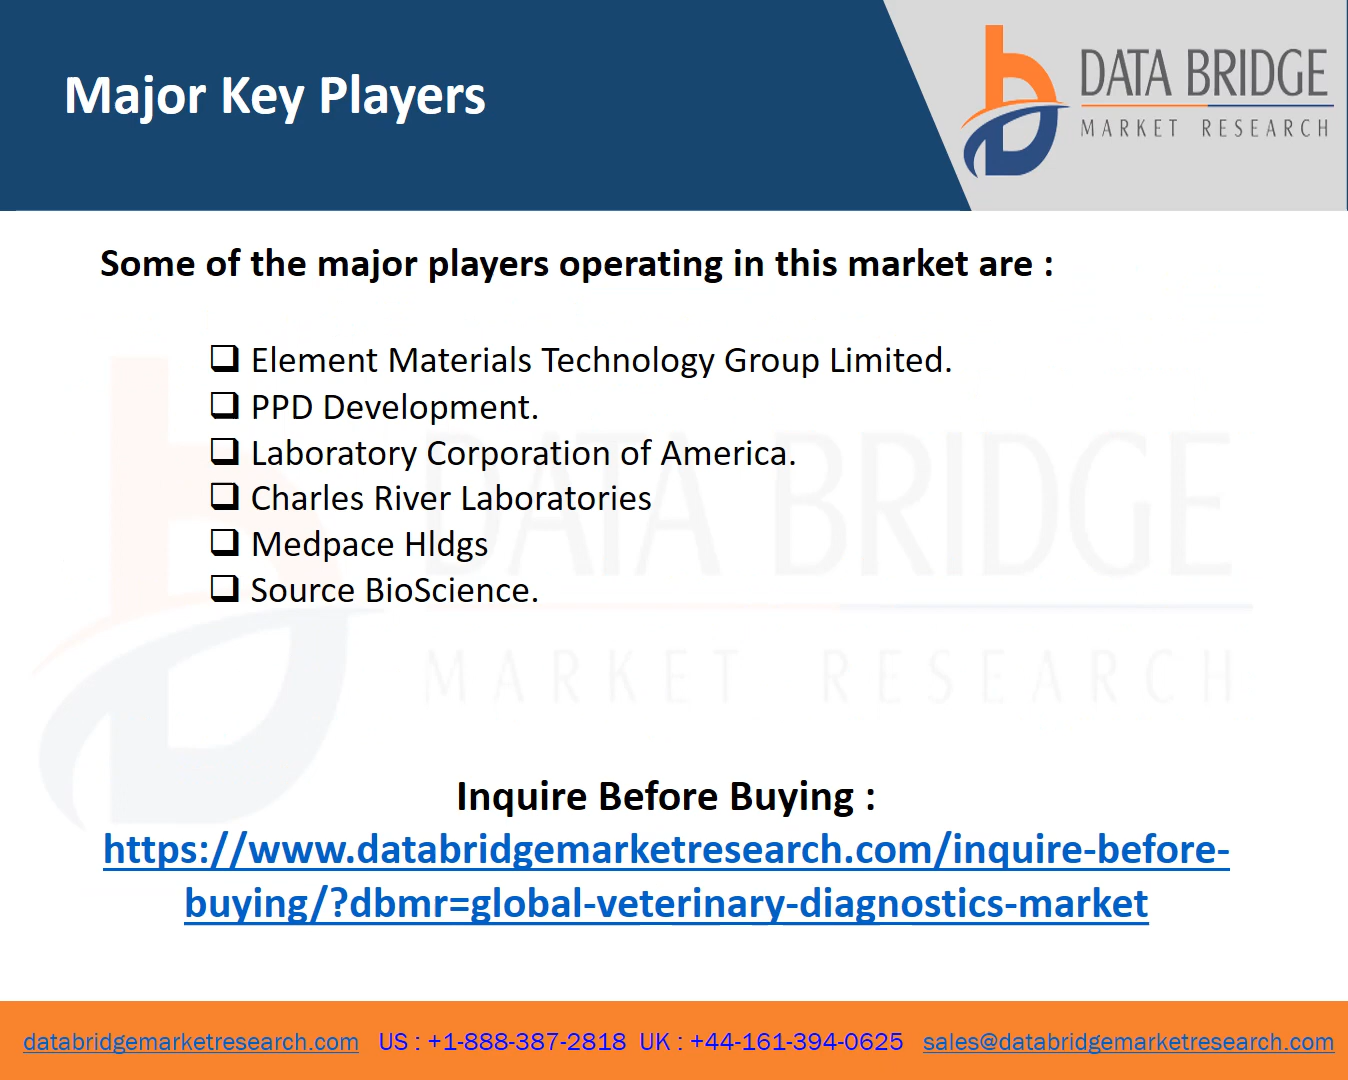 Major Key Players
DATA BRIDGE
MARKET RESEARCH
Some of the major players operating in this market are :
❑ Element Materials Technology Group Limited.
❑ PPD Development.
❑ Laboratory Corporation of America.
❑ Charles River Laboratories
❑ Medpace Hldgs
❑ Source BioScience.
DATA BRIDGE
MARKET RESEARCH
Inquire Before Buying :
https://www.databridgemarketresearch.com/inquire-before-
buying/?dbmr=global-veterinary-diagnostics-market
databridgemarketresearch.com US : +1-888-387-2818 UK : +44-161-394-0625 sales@databridgemarketresearch.com